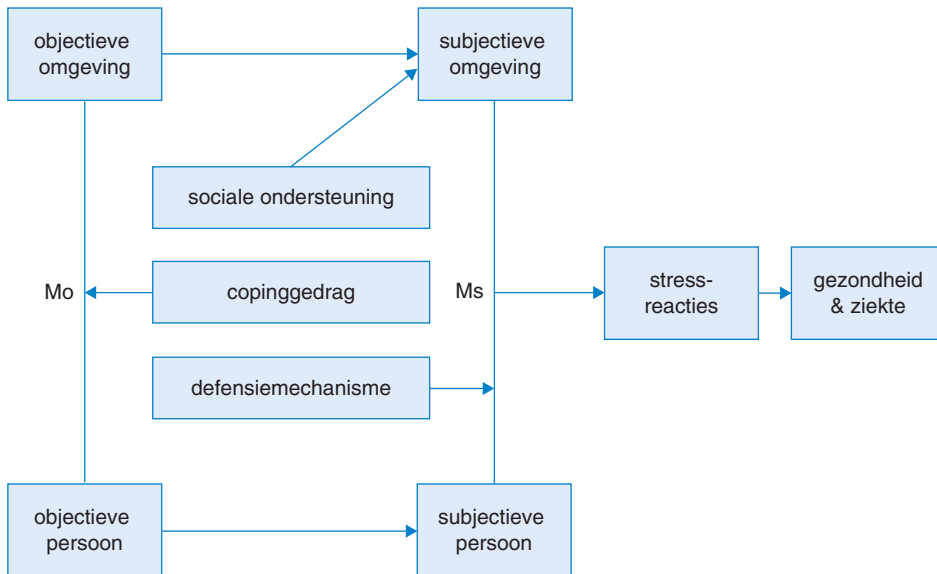 objectieve
omgeving
subjectieve
omgeving
sociale ondersteuning
Mo
copinggedrag
Ms
stress-
reacties
gezondheid
& ziekte
defensiemechanisme
objectieve
persoon
subjectieve
persoon